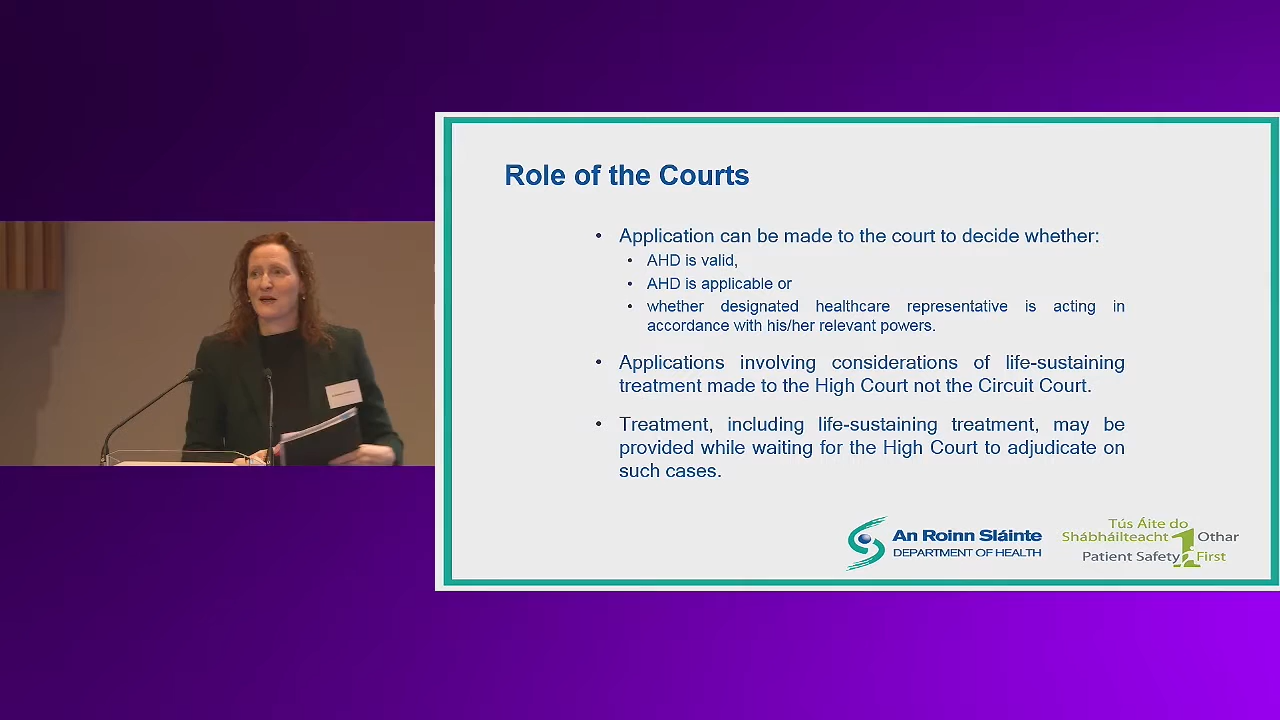 Role of the Courts
• Application can be made to the court to decide whether:
• AHD is valid,
• AHD is applicable or
• whether designated healthcare representative is acting in
accordance with his/her relevant powers.
• Applications involving considerations of life-sustaining
treatment made to the High Court not the Circuit Court.
• Treatment, including life-sustaining treatment, may be
provided while waiting for the High Court to adjudicate on
such cases.
An Roinn Sláinte
DEPARTMENT OF HEALTH
Tús Áite do
Shábháilteacht 1 Othar
Patient Safety First